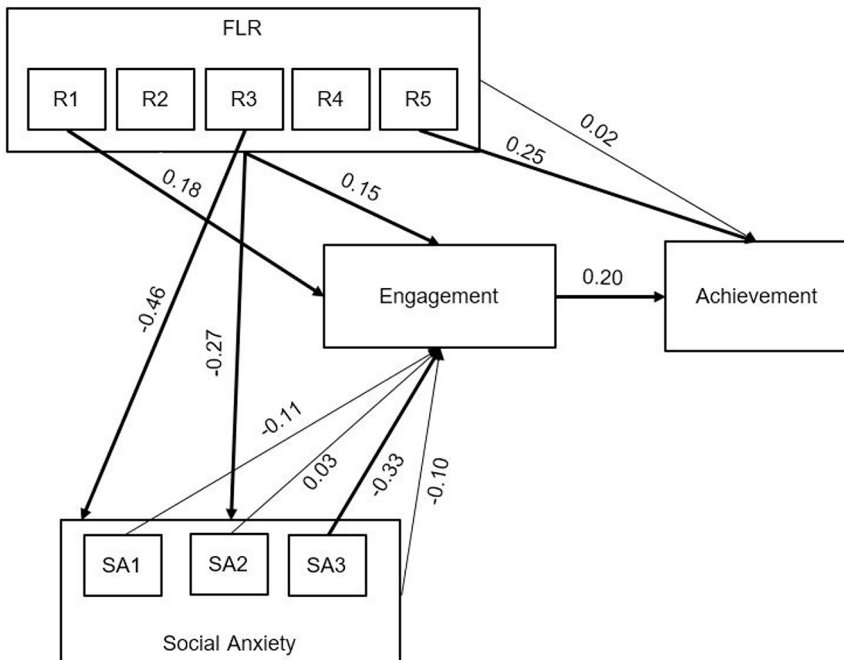 FLR
R1 R2 R3 R4 R5
0.02
0.25
0.18
0.15
Engagement
0.20
Achievement
-0.46
-0.27
-0.11
0.03
-0.33
-0.10
SA1 SA2 SA3
Social Anxiety